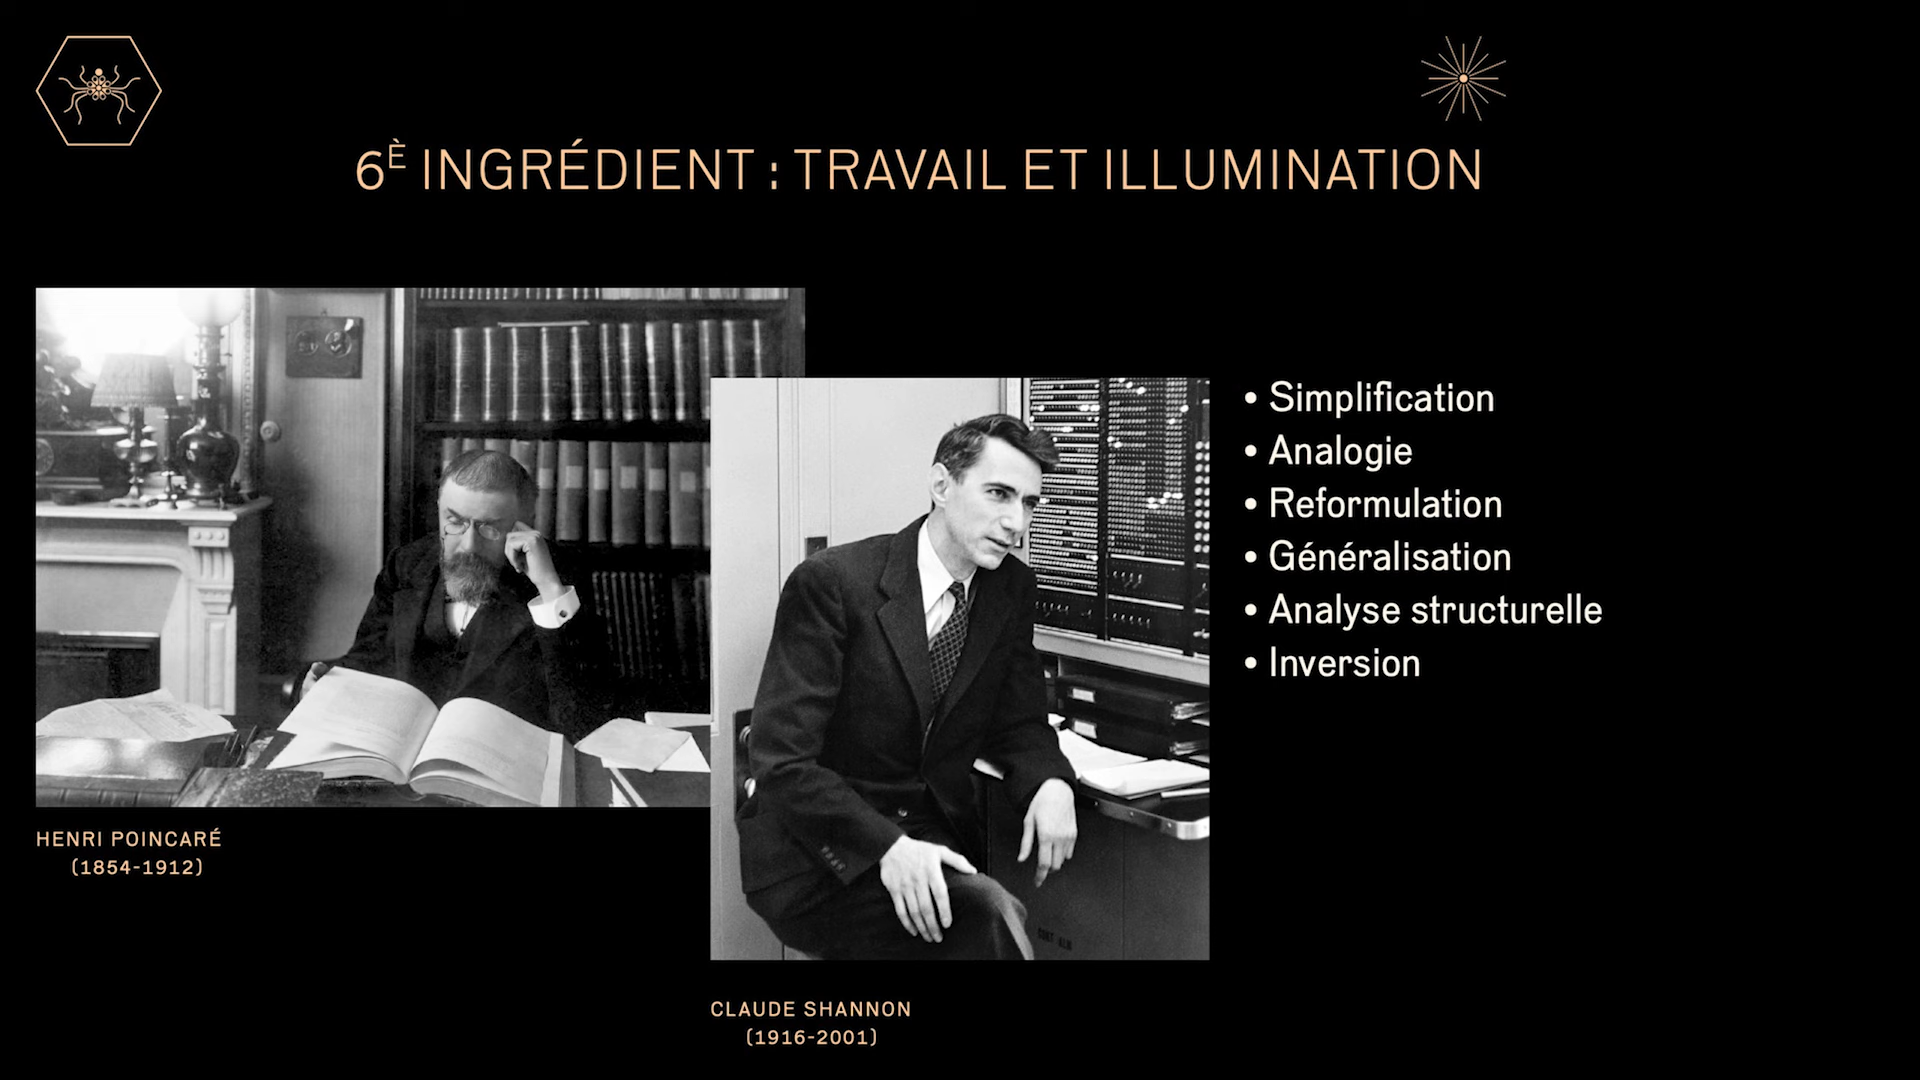 6È INGRÉDIENT : TRAVAIL ET ILLUMINATION
• Simplification
• Analogie
• Reformulation
• Généralisation
• Analyse structurelle
• Inversion
HENRI POINCARÉ
(1854-1912)
CLAUDE SHANNON
(1916-2001)